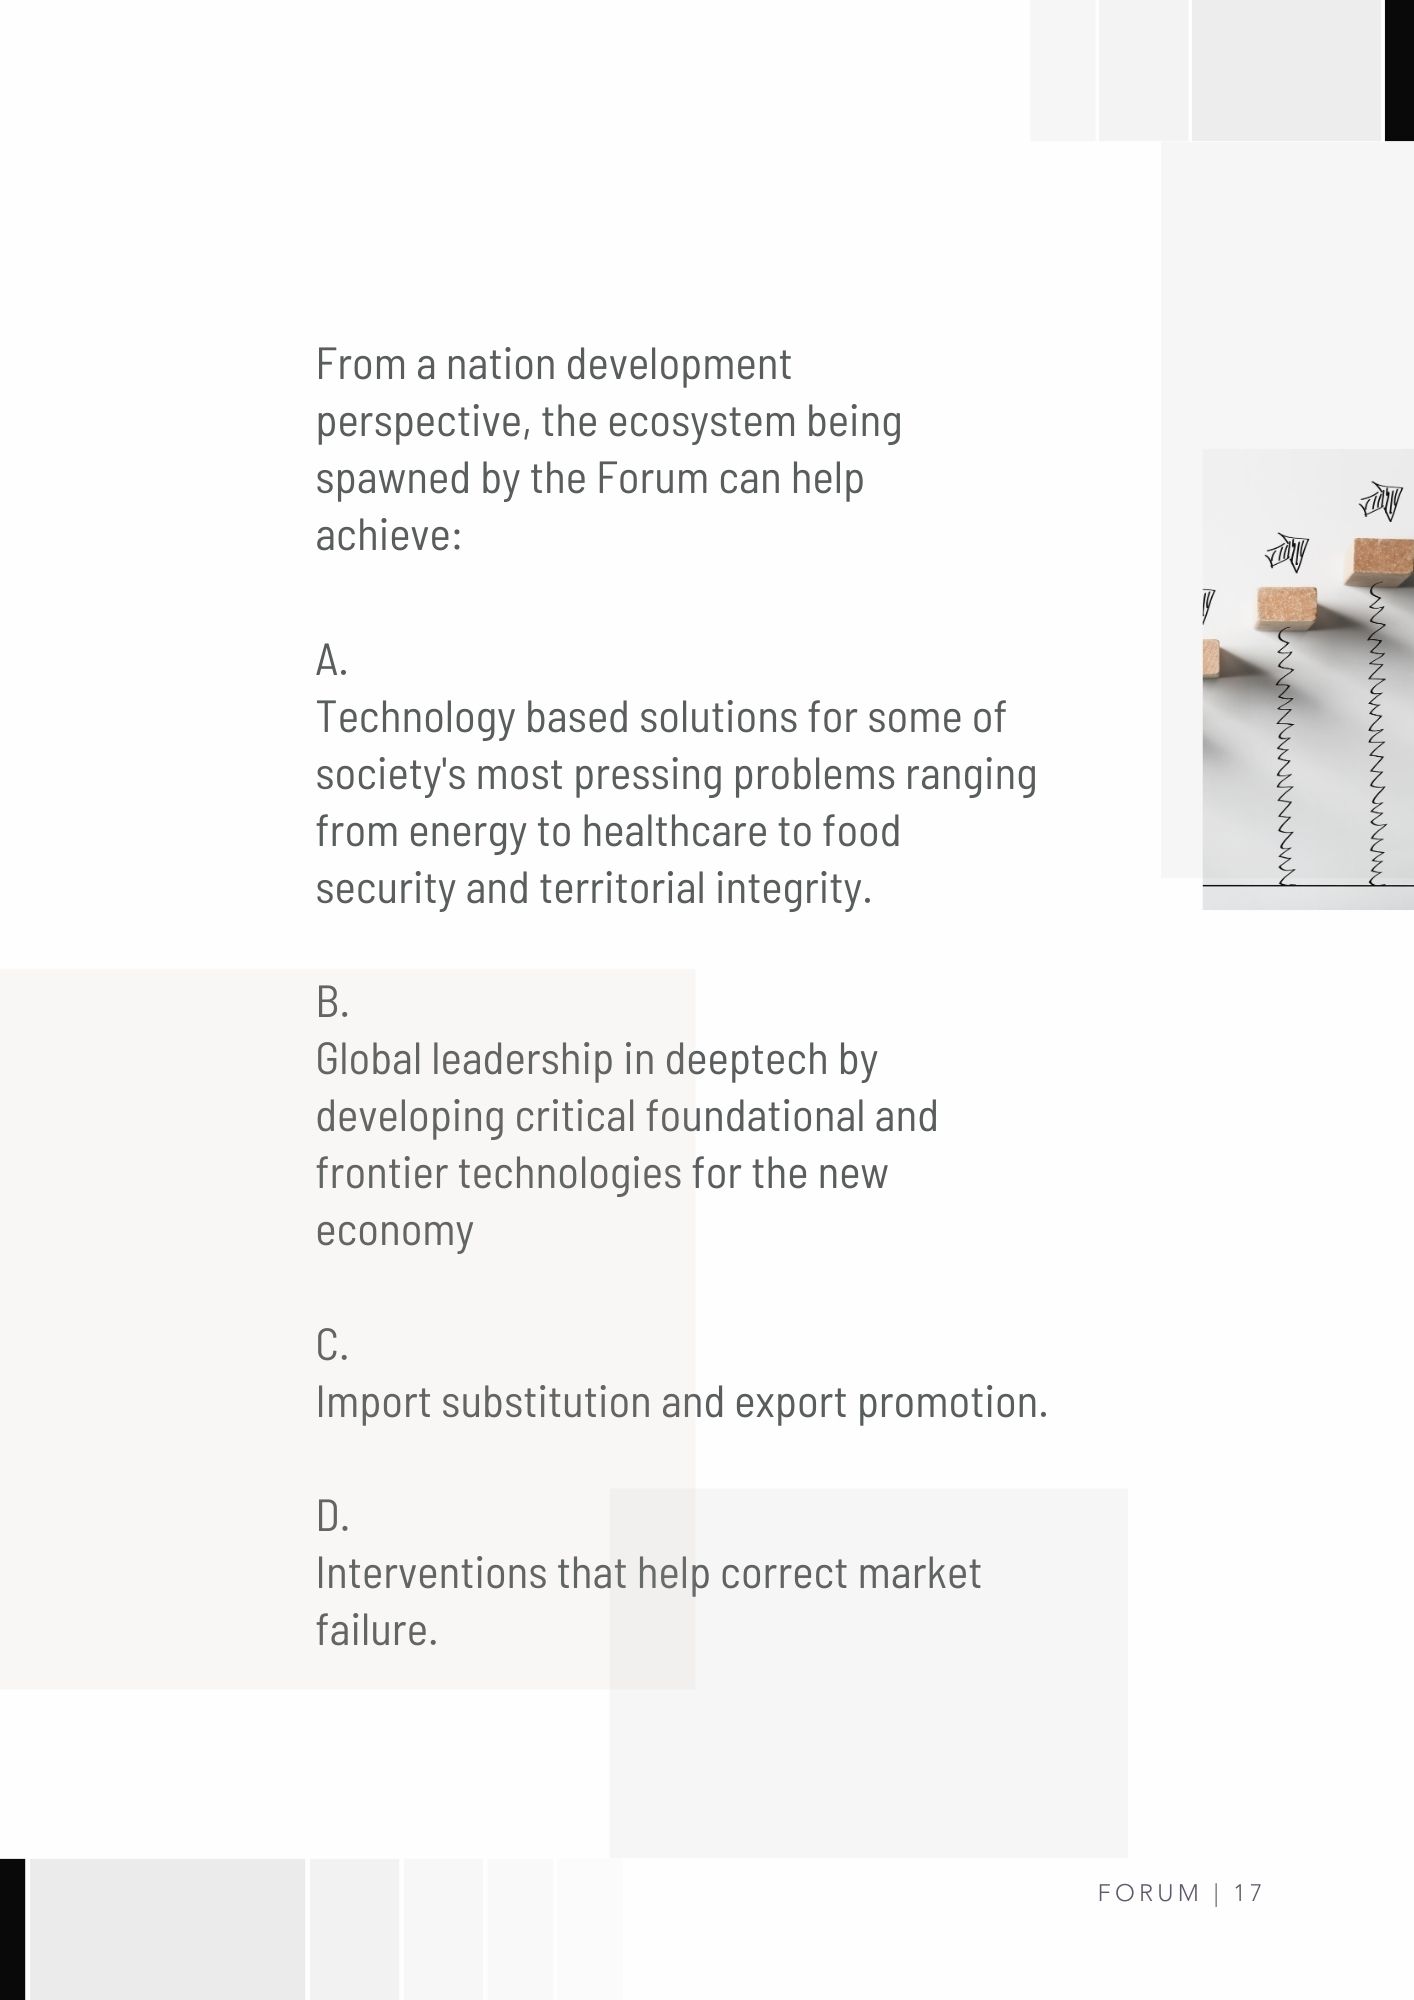 From a nation development
perspective, the ecosystem being
spawned by the Forum can help
achieve:
A.
Technology based solutions for some of
society's most pressing problems ranging
from energy to healthcare to food
security and territorial integrity.
B.
Global leadership in deeptech by
developing critical foundational and
frontier technologies for the new
economy
C.
Import substitution and export promotion.
D.
Interventions that help correct market
failure.
FORUM | 17